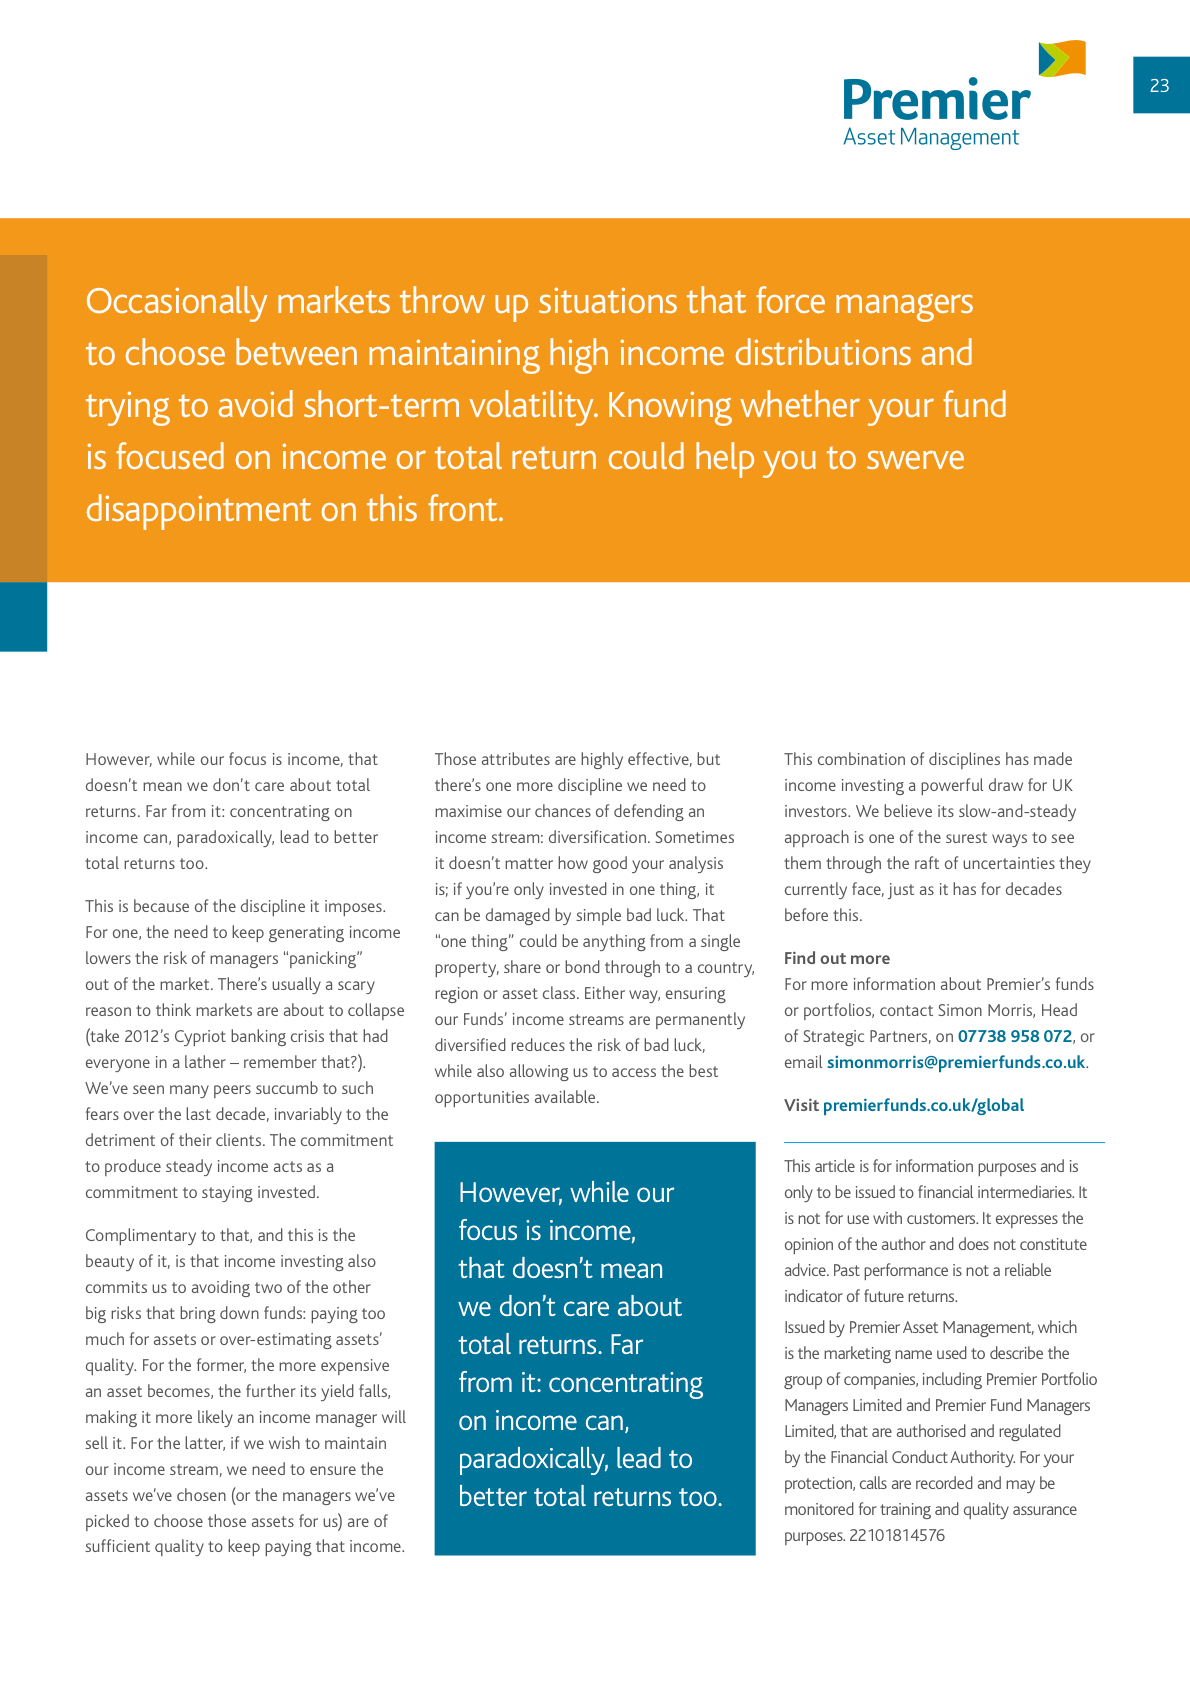 Premier
Asset Management
23
Occasionally markets throw up situations that force managers
to choose between maintaining high income distributions and
trying to avoid short-term volatility. Knowing whether your fund
is focused on income or total return could help you to swerve
disappointment on this front.
However, while our focus is income, that
doesn’t mean we don’t care about total
returns. Far from it: concentrating on
income can, paradoxically, lead to better
total returns too.
This is because of the discipline it imposes.
For one, the need to keep generating income
lowers the risk of managers “panicking”
out of the market. There’s usually a scary
reason to think markets are about to collapse
(take 2012’s Cypriot banking crisis that had
everyone in a lather – remember that?).
We’ve seen many peers succumb to such
fears over the last decade, invariably to the
detriment of their clients. The commitment
to produce steady income acts as a
commitment to staying invested.
Complimentary to that, and this is the
beauty of it, is that income investing also
commits us to avoiding two of the other
big risks that bring down funds: paying too
much for assets or over-estimating assets’
quality. For the former, the more expensive
an asset becomes, the further its yield falls,
making it more likely an income manager will
sell it. For the latter, if we wish to maintain
our income stream, we need to ensure the
assets we’ve chosen (or the managers we’ve
picked to choose those assets for us) are of
sufficient quality to keep paying that income.
Those attributes are highly effective, but
there’s one more discipline we need to
maximise our chances of defending an
income stream: diversification. Sometimes
it doesn’t matter how good your analysis
is; if you’re only invested in one thing, it
can be damaged by simple bad luck. That
“one thing” could be anything from a single
property, share or bond through to a country,
region or asset class. Either way, ensuring
our Funds’ income streams are permanently
diversified reduces the risk of bad luck,
while also allowing us to access the best
opportunities available.
However, while our
focus is income,
that doesn’t mean
we don’t care about
total returns. Far
from it: concentrating
on income can,
paradoxically, lead to
better total returns too.
This combination of disciplines has made
income investing a powerful draw for UK
investors. We believe its slow-and-steady
approach is one of the surest ways to see
them through the raft of uncertainties they
currently face, just as it has for decades
before this.
Find out more
For more information about Premier’s funds
or portfolios, contact Simon Morris, Head
of Strategic Partners, on 07738 958 072, or
email simonmorris@premierfunds.co.uk.
Visit premierfunds.co.uk/global
This article is for information purposes and is
only to be issued to financial intermediaries. It
is not for use with customers. It expresses the
opinion of the author and does not constitute
advice. Past performance is not a reliable
indicator of future returns.
Issued by Premier Asset Management, which
is the marketing name used to describe the
group of companies, including Premier Portfolio
Managers Limited and Premier Fund Managers
Limited, that are authorised and regulated
by the Financial Conduct Authority. For your
protection, calls are recorded and may be
monitored for training and quality assurance
purposes. 22101814576